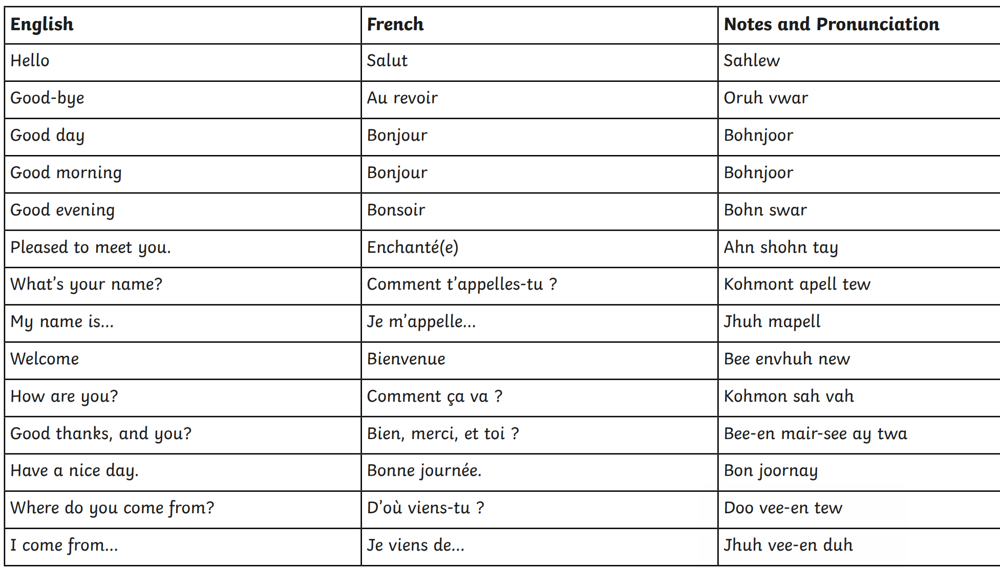 English French Notes and Pronunciation
Hello Salut Sahlew
Good-bye Au revoir Oruh vwar
Good day Bonjour Bohnjoor
Good morning Bonjour Bohnjoor
Good evening Bonsoir Bohn swar
Pleased to meet you. Enchanté(e) Ahn shohn tay
What’s your name? Comment t’appelles-tu ? Kohmont apell tew
My name is... Je m’appelle... Jhuh mapell
Welcome Bienvenue Bee envhuh new
How are you? Comment ça va ? Kohmon sah vah
Good thanks, and you? Bien, merci, et toi ? Bee-en mair-see ay twa
Have a nice day. Bonne journée. Bon joornay
Where do you come from? D’où viens-tu ? Doo vee-en tew
I come from... Je viens de... Jhuh vee-en duh